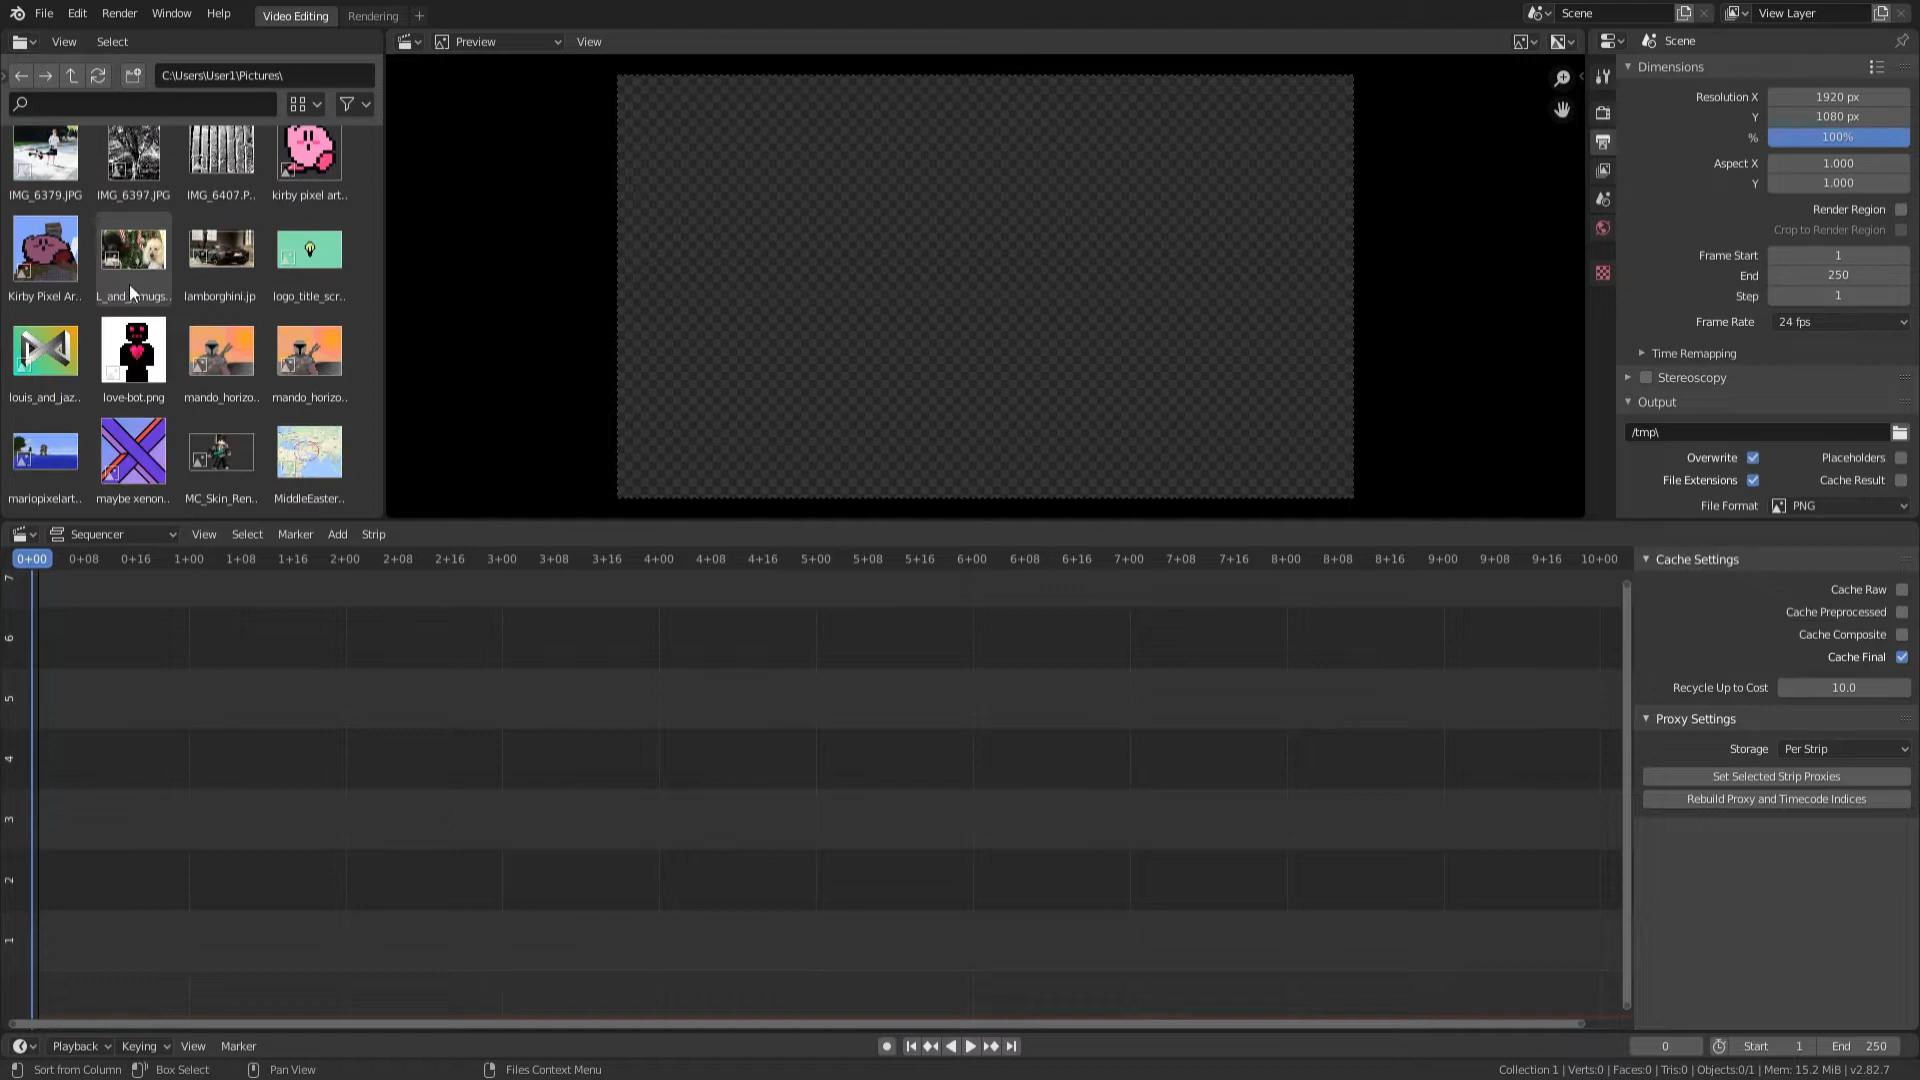 File Edit Render Window Help Video Editing Rendering + Scene View Layer
View Select Preview View Scene
C:\Users\User1\Pictures\
Dimensions
Resolution X 1920 px
Y 1080 px
% 100%
Aspect X 1.000
Y 1.000
Render Region
Crop to Render Region
Frame Start 1
End 250
Step 1
Frame Rate 24 fps
Time Remapping
Stereoscopy
Output
/tmp\
Overwrite Placeholders
File Extensions Cache Result
File Format PNG
IMG_6379.JPG IMG_6397.JPG IMG_6407.P.. kirby pixel art..
Kirby Pixel Ar.. lamborghini.jp logo_title_scr..
louis_and_jaz.. love-bot.png mando_horizo.. mando_horizo..
mariopixelart.. maybe xenon.. MC_Skin_Ren.. MiddleEaster..
Sequencer View Select Marker Add Strip
0+00 0+08 0+16 1+00 1+08 1+16 2+00 2+08 2+16 3+00 3+08 3+16 4+00 4+08 4+16 5+00 5+08 5+16 6+00 6+08 6+16 7+00 7+08 7+16 8+00 8+08 8+16 9+00 9+08 9+16 10+00
7
6
5
4
3
2
1
Cache Settings
Cache Raw
Cache Preprocessed
Cache Composite
Cache Final
Recycle Up to Cost 10.0
Proxy Settings
Storage Per Strip
Set Selected Strip Proxies
Rebuild Proxy and Timecode Indices
Playback Keying View Marker 0 Start 1 End 250
Sort from Column Box Select Pan View Files Context Menu Collection 1 | Verts:0 | Faces:0 | Tris:0 | Objects:0/1 | Mem: 15.2 MiB | v2.82.7